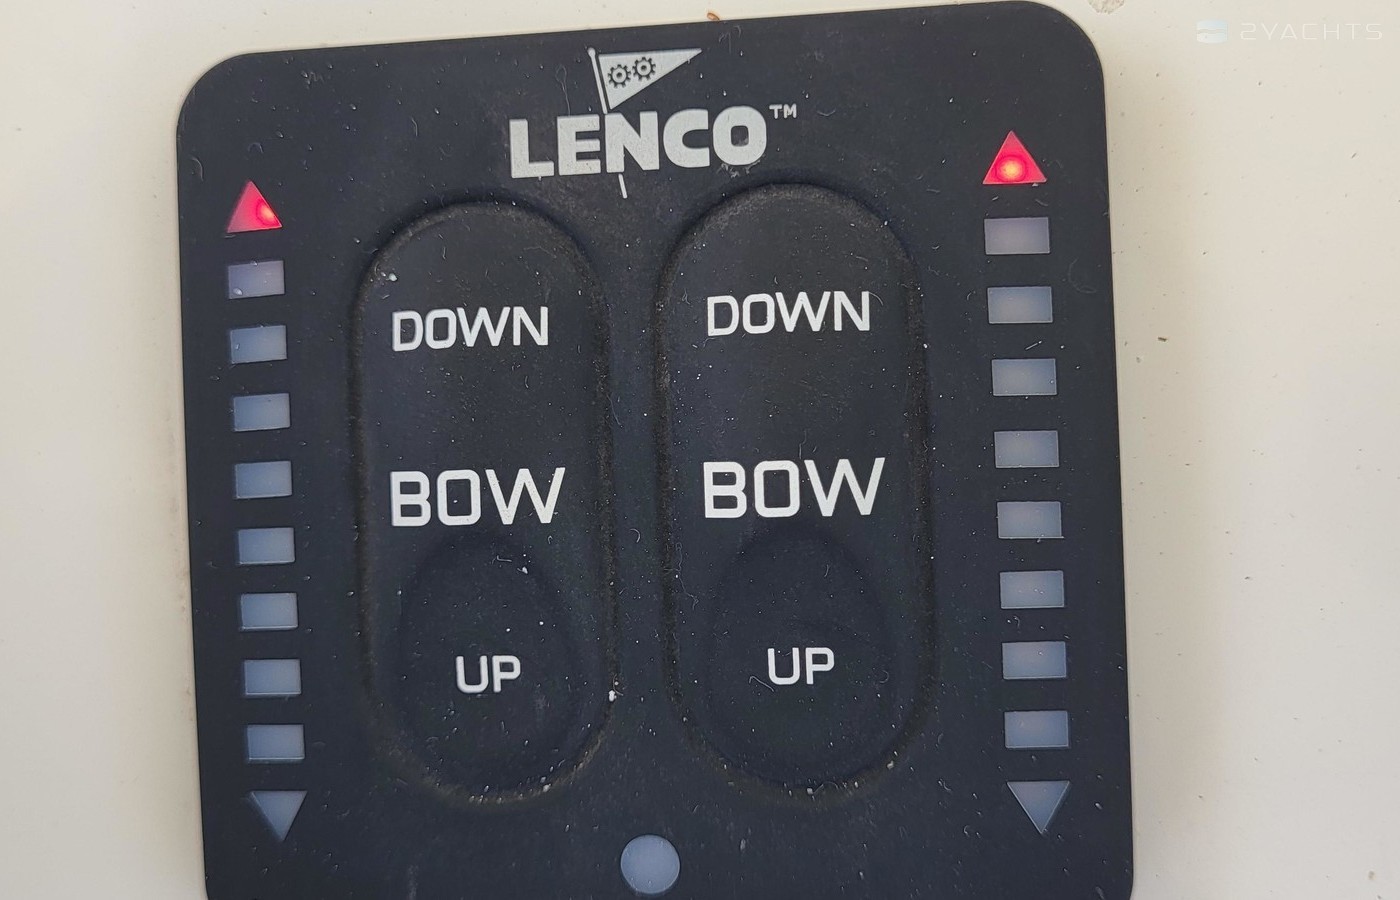 2YACHTS
LENCO™
DOWN DOWN
BOW BOW
UP UP